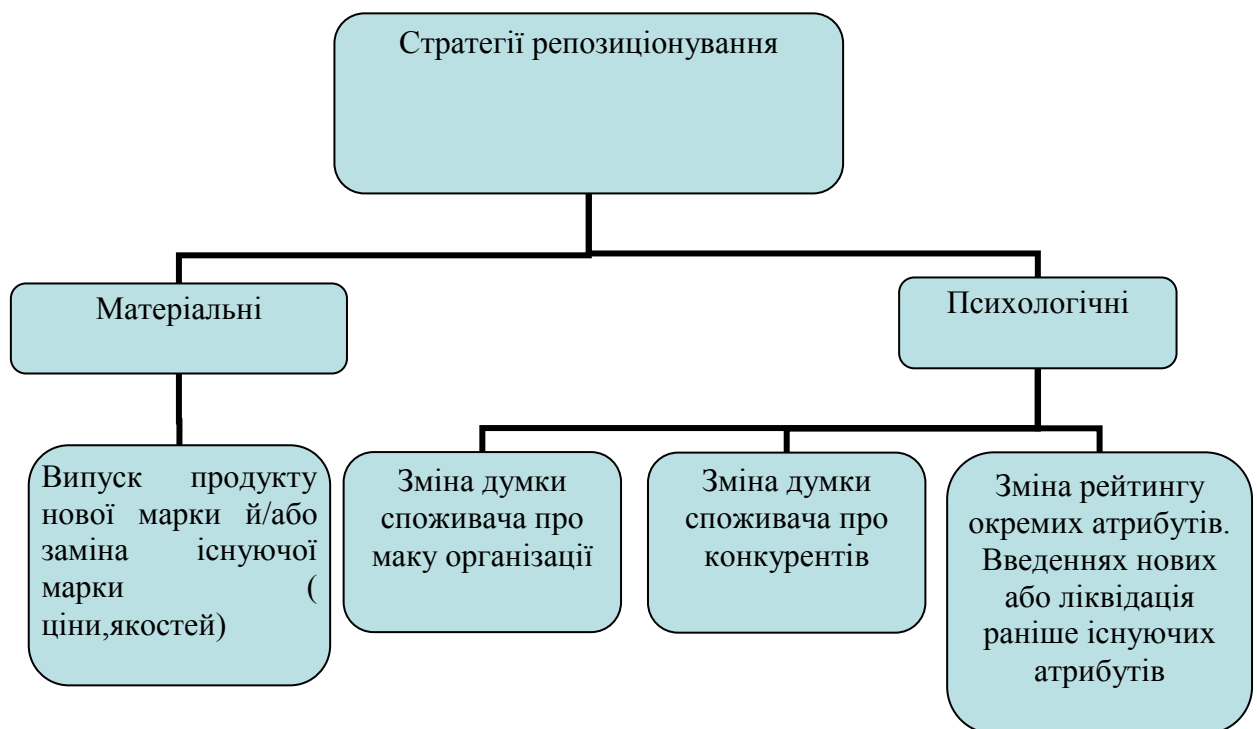 Стратегії репозиціонування
Матеріальні
Психологічні
Випуск продукту
нової марки й/або
заміна існуючої
марки (
ціни,якостей)
Зміна думки
споживача про
маку організації
Зміна думки
споживача про
конкурентів
Зміна рейтингу
окремих атрибутів.
Введеннях нових
або ліквідація
раніше існуючих
атрибутів